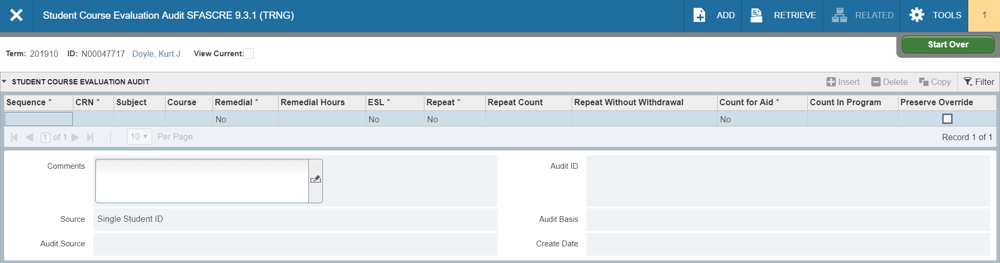 Student Course Evaluation Audit SFASCRE 9.3.1 (TRNG) ADD RETRIEVE RELATED TOOLS 1
Start Over
Term: 201910 ID: N00047717 Doyle, Kurt J. View Current:
STUDENT COURSE EVALUATION AUDIT Insert Delete Copy Filter
Sequence * CRN * Subject Course Remedial * Remedial Hours ESL * Repeat * Repeat Count Repeat Without Withdrawal Count for Aid * Count In Program Preserve Override
No No No No
1 of 1 10 Per Page Record 1 of 1
Comments Audit ID
Source Single Student ID Audit Basis
Audit Source Create Date